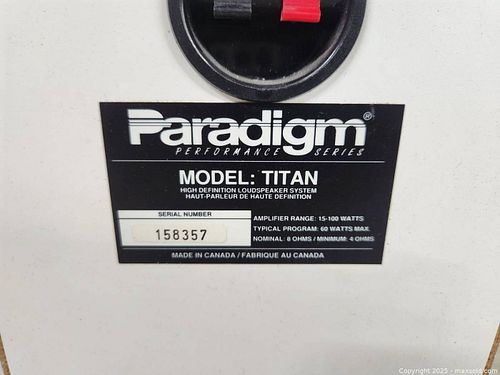 Paradigm®
PERFORMANCE SERIES
MODEL: TITAN
HIGH DEFINITION LOUDSPEAKER SYSTEM
HAUT-PARLEUR DE HAUTE DEFINITION
SERIAL NUMBER
158357
AMPLIFIER RANGE: 15-100 WATTS
TYPICAL PROGRAM: 60 WATTS MAX.
NOMINAL: 8 OHMS / MINIMUM: 4 OHMS
MADE IN CANADA / FABRIQUE AU CANADA
Copyright 2025 - maxsold.com